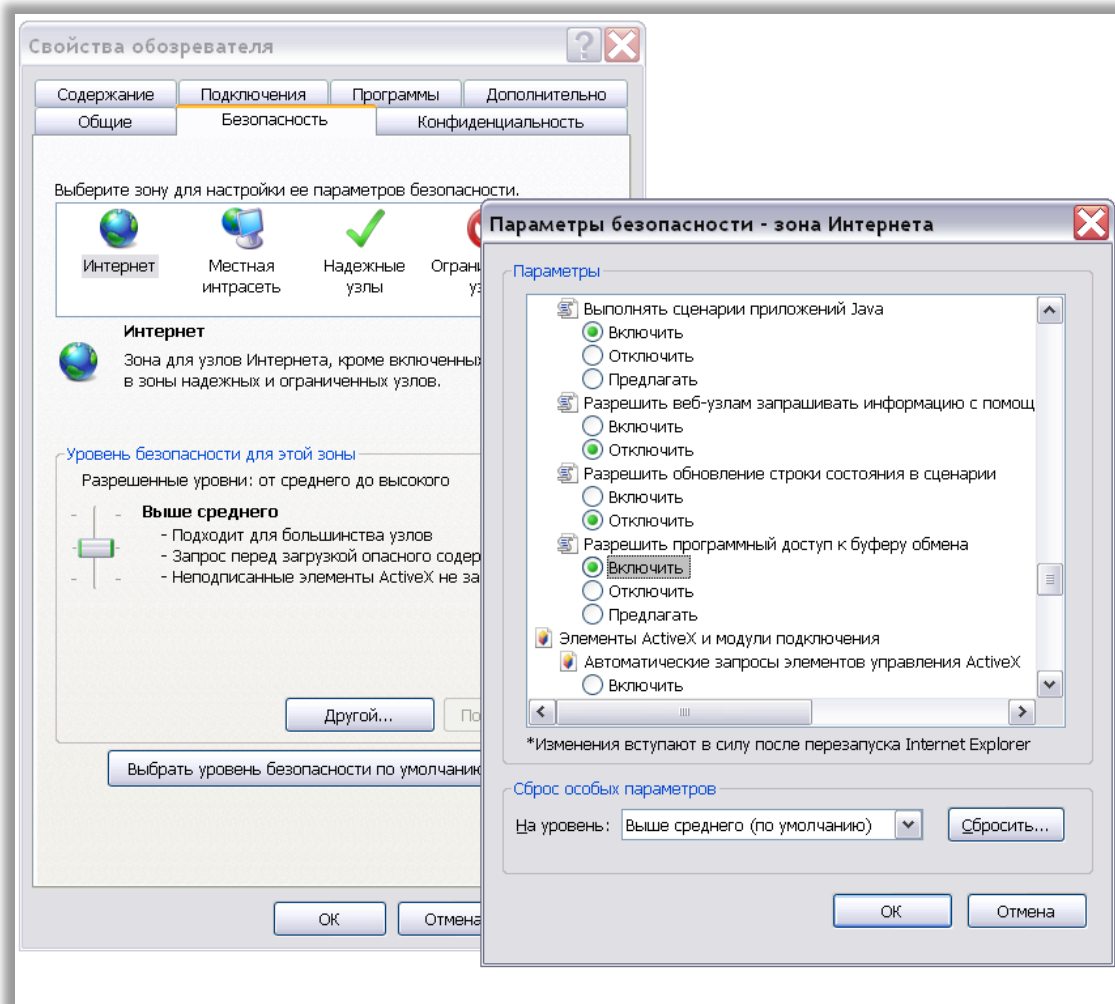 Свойства обозревателя
Содержание Подключения Программы Дополнительно
Общие Безопасность Конфиденциальность
Выберите зону для настройки ее параметров безопасности.
Интернет Местная интрасеть Надежные узлы
Интернет
Зона для узлов Интернета, кроме
в зоны надежных и ограниченных узлов.
Уровень безопасности для этой зоны
Разрешенные уровни: от среднего до высокого
Выше среднего
- Подходит для большинства узлов
- Запрос перед загрузкой опасного
- Неподписанные элементы ActiveX не
Другой...
Выбрать уровень безопасности по умолчанию
ОК Отмена
Параметры безопасности - зона Интернета
Параметры
Выполнять сценарии приложений Java
Включить
Отключить
Предлагать
Разрешить веб-узлам запрашивать информацию с помощ
Включить
Отключить
Разрешить обновление строки состояния в сценарии
Включить
Отключить
Разрешить программный доступ к буферу обмена
Включить
Отключить
Предлагать
Элементы ActiveX и модули подключения
Автоматические запросы элементов управления ActiveX
Включить
*Изменения вступают в силу после перезапуска Internet Explorer
Сброс особых параметров
На уровень: Выше среднего (по умолчанию) Сбросить...
ОК Отмена